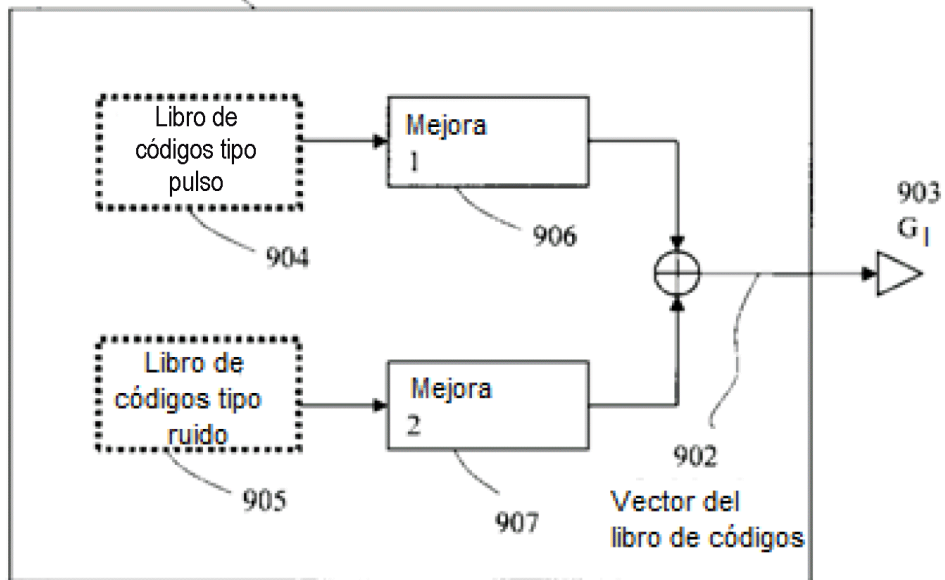 Libro de
códigos tipo
pulso
Mejora
1
904
906
903
G1
Libro de
códigos tipo
ruido
Mejora
2
905
907
902
Vector del
libro de códigos